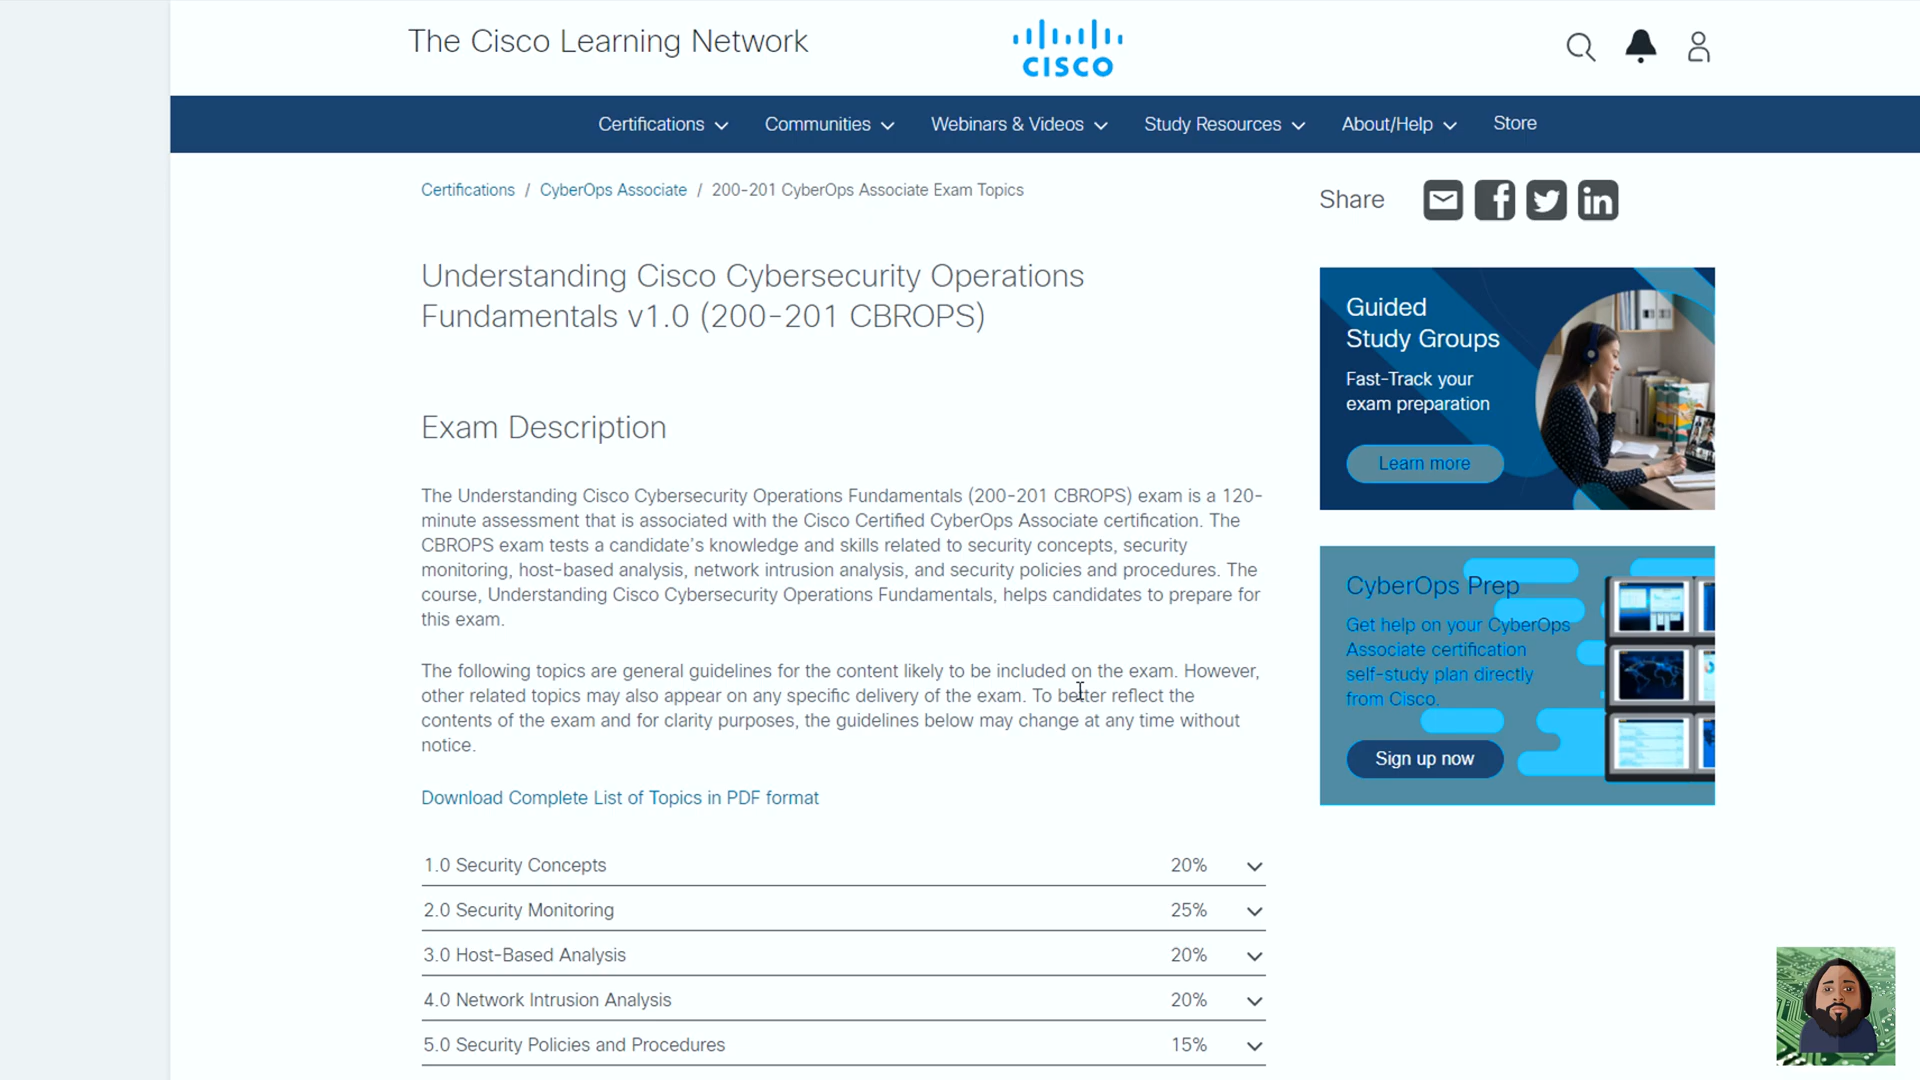 The Cisco Learning Network
CISCO
Certifications
Communities
Webinars & Videos
Study Resources
About/Help
Store
Certifications / CyberOps Associate / 200-201 CyberOps Associate Exam Topics
Share
Understanding Cisco Cybersecurity Operations
Fundamentals v1.0 (200-201 CBROPS)
Exam Description
The Understanding Cisco Cybersecurity Operations Fundamentals (200-201 CBROPS) exam is a 120-
minute assessment that is associated with the Cisco Certified CyberOps Associate certification. The
CBROPS exam tests a candidate's knowledge and skills related to security concepts, security
monitoring, host-based analysis, network intrusion analysis, and security policies and procedures. The
course, Understanding Cisco Cybersecurity Operations Fundamentals, helps candidates to prepare for
this exam.
The following topics are general guidelines for the content likely to be included on the exam. However,
other related topics may also appear on any specific delivery of the exam. To better reflect the
contents of the exam and for clarity purposes, the guidelines below may change at any time without
notice.
Download Complete List of Topics in PDF format
1.0 Security Concepts 20%
2.0 Security Monitoring 25%
3.0 Host-Based Analysis 20%
4.0 Network Intrusion Analysis 20%
5.0 Security Policies and Procedures 15%
Guided
Study Groups
Fast-Track your
exam preparation
Learn more
CyberOps Prep
Get help on your CyberOps
Associate certification
self-study plan directly
from Cisco.
Sign up now